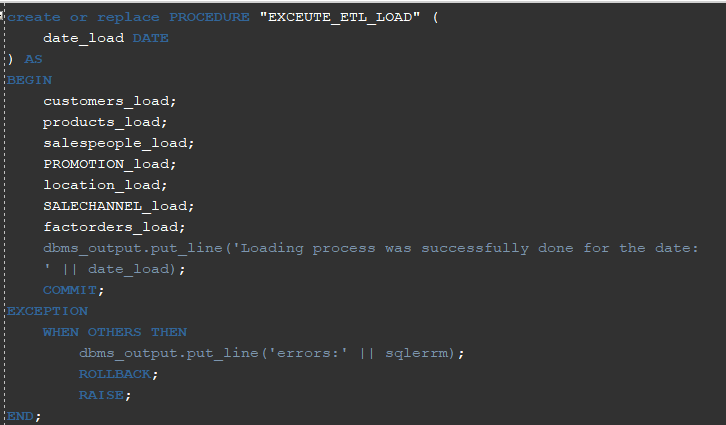 create or replace PROCEDURE "EXCEUTE_ETL_LOAD" (
    date_load DATE
) AS
BEGIN
    customers_load;
    products_load;
    salespeople_load;
    PROMOTION_load;
    location_load;
    SALECHANNEL_load;
    factorders_load;
    dbms_output.put_line('Loading process was successfully done for the date:
    ' || date_load);
    COMMIT;
EXCEPTION
    WHEN OTHERS THEN
        dbms_output.put_line('errors:' || sqlerrm);
        ROLLBACK;
        RAISE;
END;